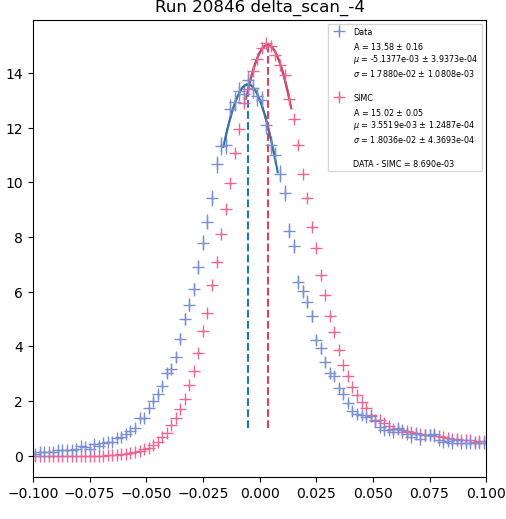 Run 20846 delta_scan_-4
Data
A = 13.58 ± 0.16
μ = -5.1377e-03 ± 3.9373e-04
σ = 1.7880e-02 ± 1.0808e-03
SIMC
A = 15.02 ± 0.05
μ = 3.5519e-03 ± 1.2487e-04
σ = 1.8036e-02 ± 4.3693e-04
DATA - SIMC = 8.690e-03
14
12
10
8
6
4
2
0
−0.100 −0.075 −0.050 −0.025 0.000 0.025 0.050 0.075 0.100